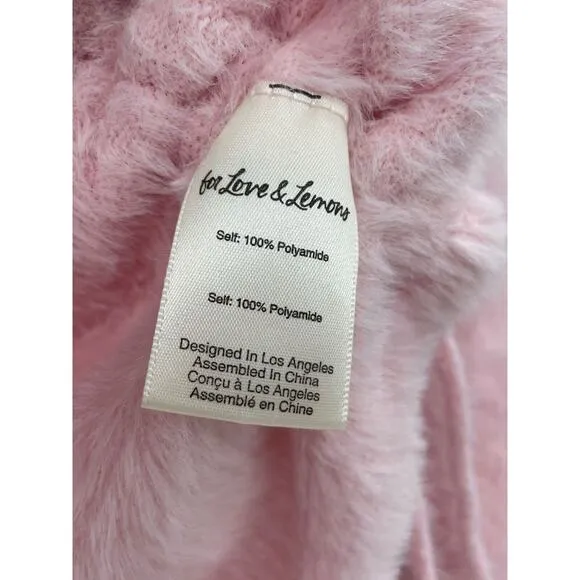 for Love & Lemons
Self: 100% Polyamide
Self: 100% Polyamide
Designed In Los Angeles
Assembled In China
Conçu à Los Angeles
Assemblé en Chine